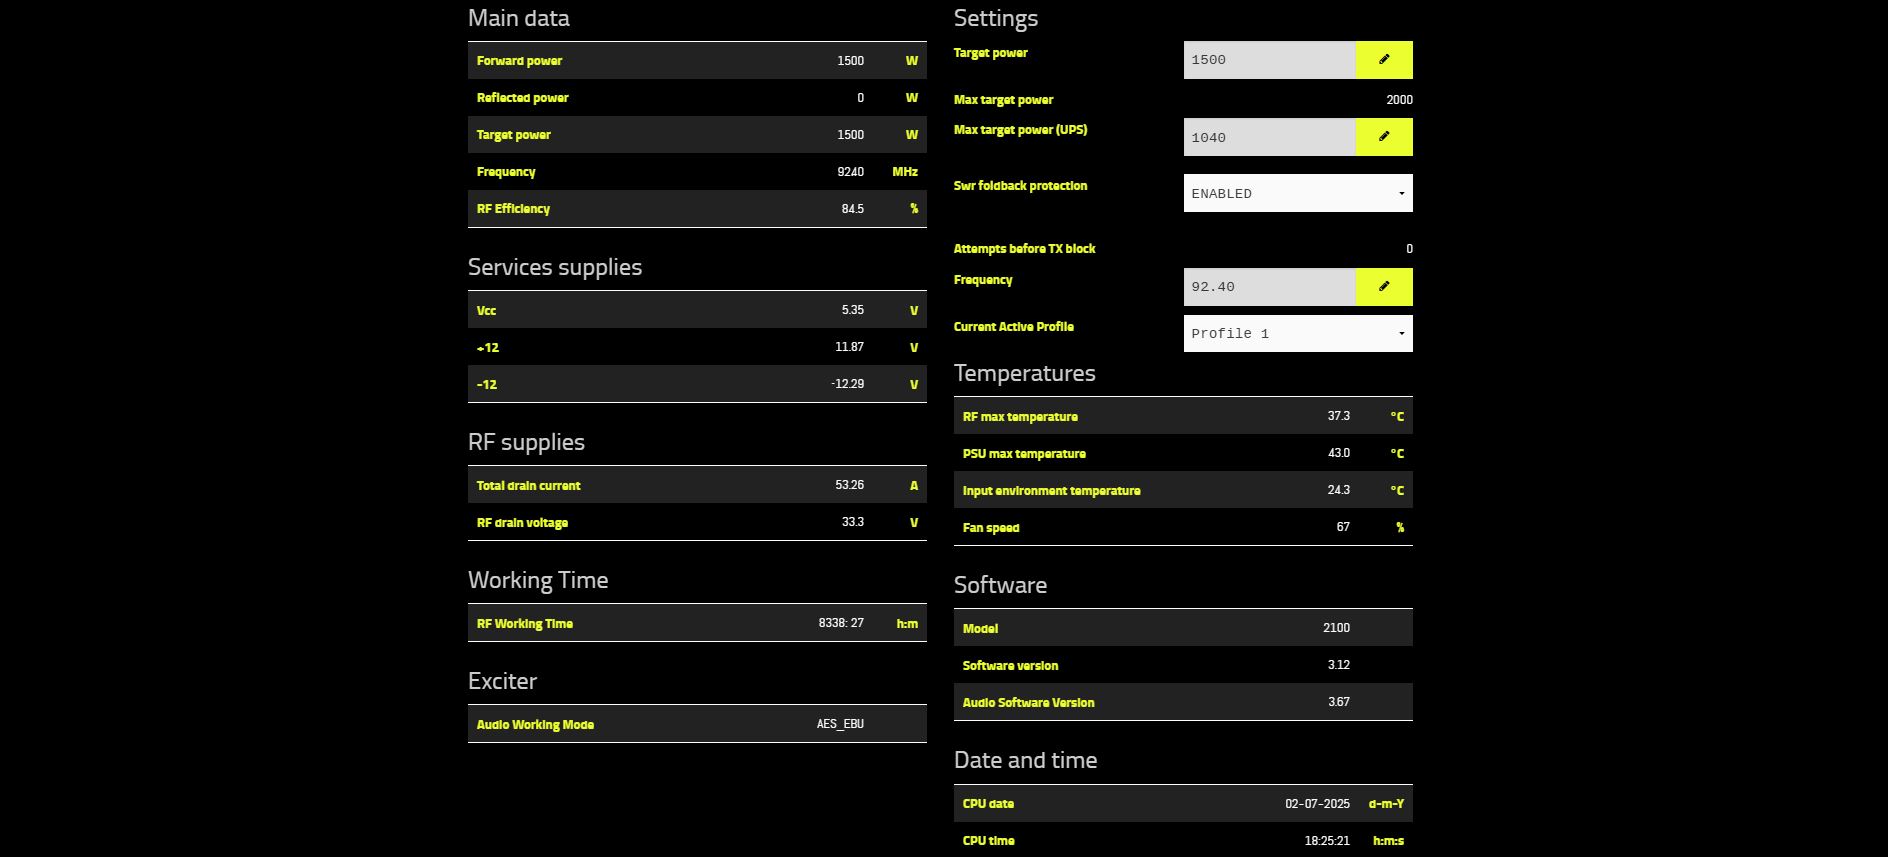 Main data
Forward power 1500 W
Reflected power 0 W
Target power 1500 W
Frequency 92.40 MHz
RF Efficiency 84.5 %
Services supplies
Vcc 5.35 V
+12 11.87 V
-12 -12.29 V
RF supplies
Total drain current 53.26 A
RF drain voltage 33.3 V
Working Time
RF Working Time 8338: 27 h:m
Exciter
Audio Working Mode AES_EBU
Settings
Target power 1500
Max target power 2000
Max target power (UPS) 1040
Swr foldback protection ENABLED
Attempts before TX block 0
Frequency 92.40
Current Active Profile Profile 1
Temperatures
RF max temperature 37.3 °C
PSU max temperature 43.0 °C
Input environment temperature 24.3 °C
Fan speed 67 %
Software
Model 2100
Software version 3.12
Audio Software Version 3.67
Date and time
CPU date 02-07-2025 d-m-Y
CPU time 18:25:21 h:m:s